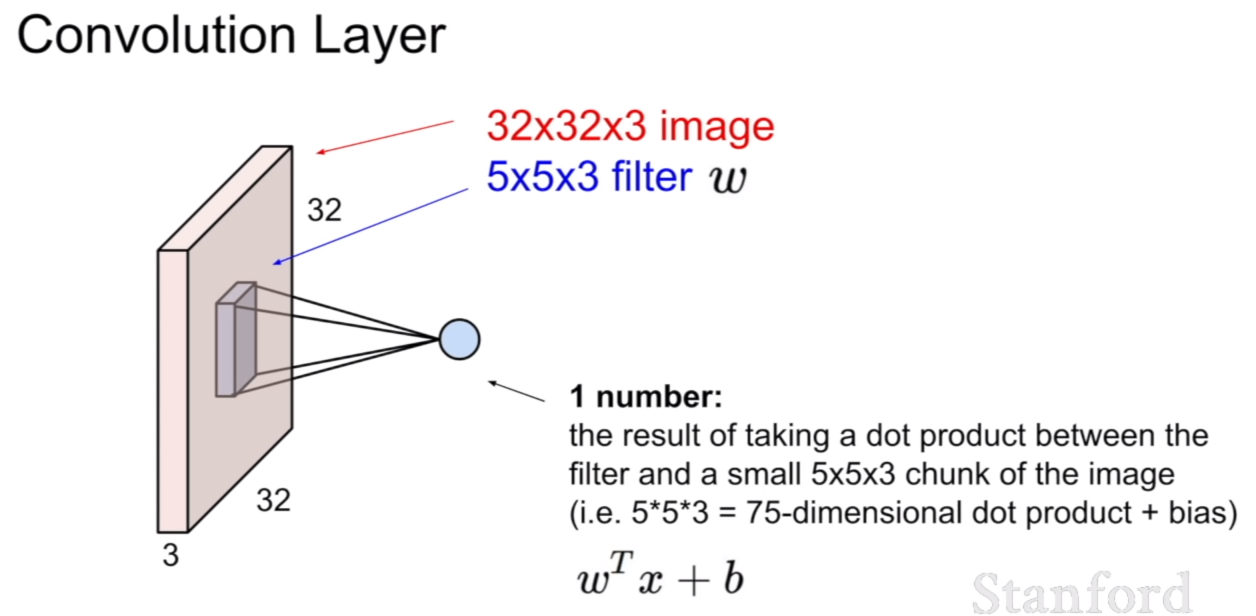 Convolution Layer
32x32x3 image
5x5x3 filter w
32
32
3
1 number:
the result of taking a dot product between the
filter and a small 5x5x3 chunk of the image
(i.e. 5*5*3 = 75-dimensional dot product + bias)
wᵀx + b
Stanford